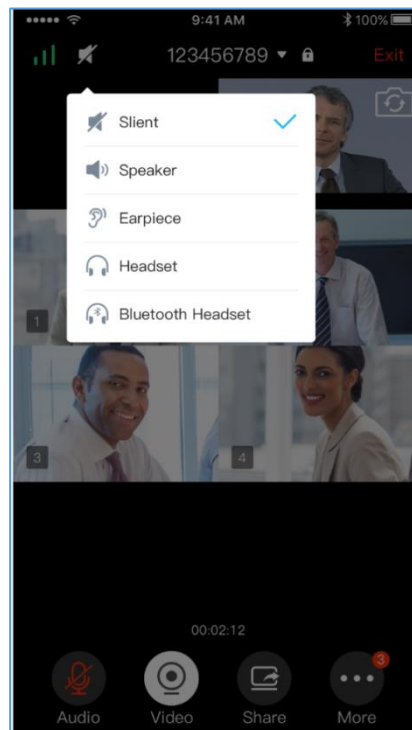 9:41 AM
100%
123456789
Exit
Slient
Speaker
Earpiece
Headset
Bluetooth Headset
1
3
4
00:02:12
3
Audio
Video
Share
More